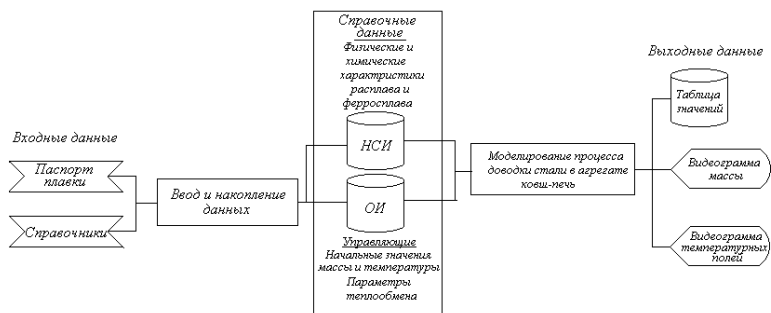 Входные данные
Паспорт
плавки
Справочники
Ввод и накопление
данных
Справочные
данные
Физические и
химические
характеристики
расплава и
ферросплава
НСИ
ОИ
Управляющие
Начальные значения
массы и температуры
Параметры
теплообмена
Моделирование процесса
доводки стали в агрегате
ковш-печь
Выходные данные
Таблица
значений
Видеограмма
массы
Видеограмма
температурных
полей